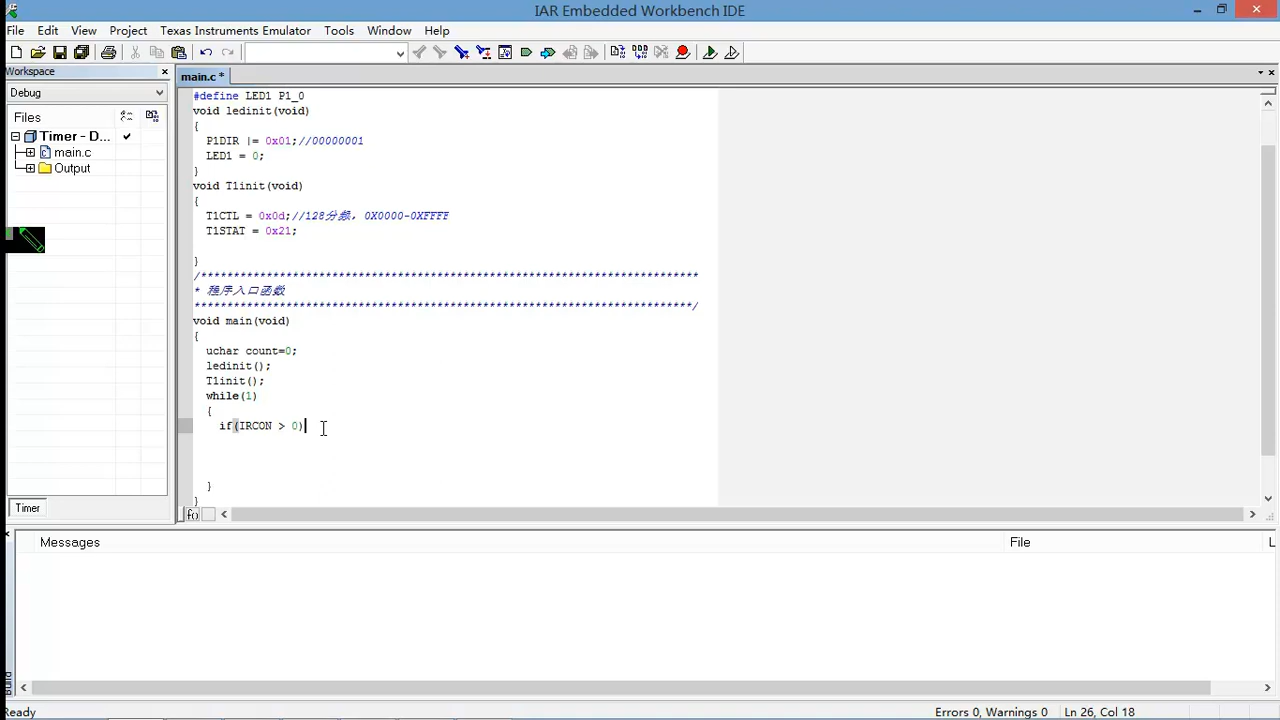 IAR Embedded Workbench IDE
File Edit View Project Texas Instruments Emulator Tools Window Help
Workspace
main.c *
Debug
Files
Timer - D...
main.c
Output
#define LED1 P1_0
void ledinit(void)
{
P1DIR |= 0x01;//00000001
LED1 = 0;
}
void T1init(void)
{
T1CTL = 0x0d;//128分频, 0X0000-0XFFFF
T1STAT = 0x21;
}
/****************************************************************************
* 程序入口函数
****************************************************************************/
void main(void)
{
uchar count=0;
ledinit();
T1init();
while(1)
{
if(IRCON > 0)
}
}
Timer
Messages File L
Build
Ready Errors 0, Warnings 0 Ln 26, Col 18